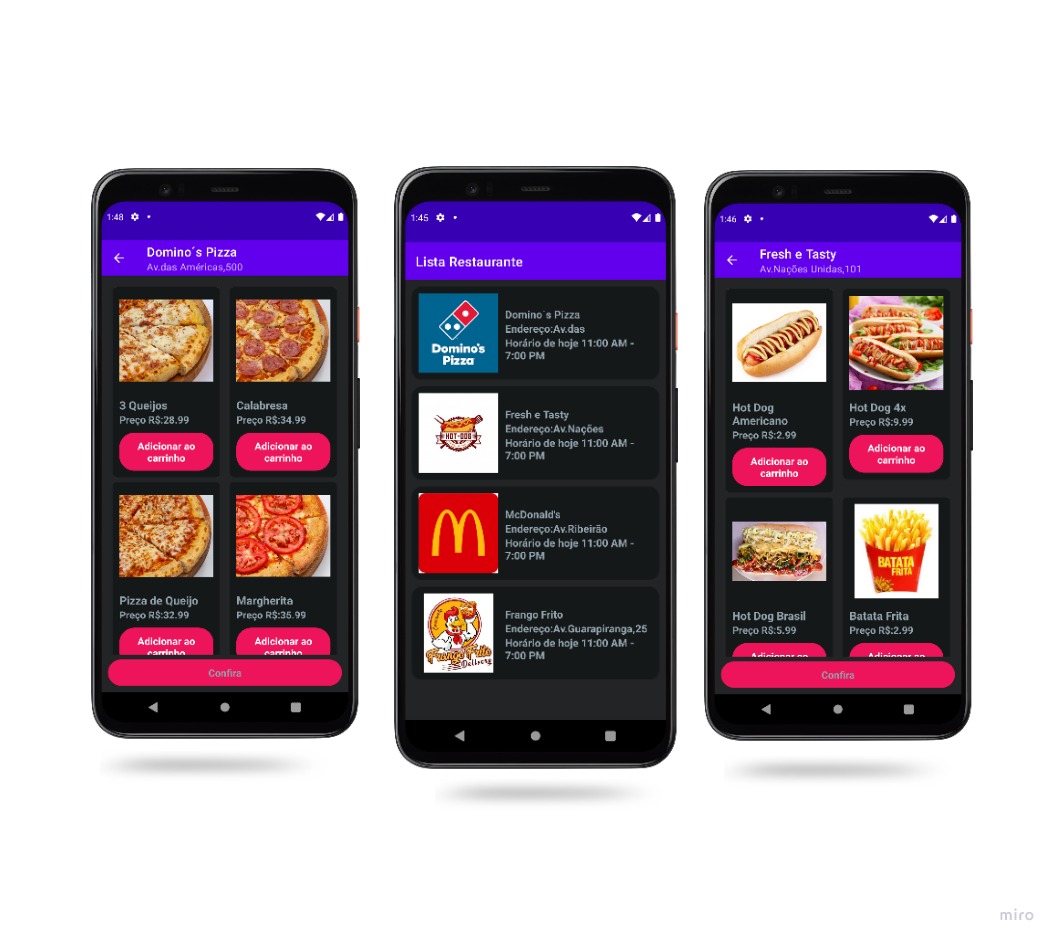 1:48
Domino´s Pizza
Av.das Américas,500
3 Queijos
Preço R$:28.99
Adicionar ao
carrinho
Calabresa
Preço R$:34.99
Adicionar ao
carrinho
Pizza de Queijo
Preço R$:32.99
Adicionar ao
carrinho
Margherita
Preço R$:35.99
Adicionar ao
carrinho
Confira
1:45
Lista Restaurante
Domino's
Pizza
Domino´s Pizza
Endereço:Av.das
Horário de hoje 11:00 AM -
7:00 PM
HOT-DOG
Fresh e Tasty
Endereço:Av.Nações
Horário de hoje 11:00 AM -
7:00 PM
McDonald's
Endereço:Av.Ribeirão
Horário de hoje 11:00 AM -
7:00 PM
Frango Frito
Delivery
Frango Frito
Endereço:Av.Guarapiranga,25
Horário de hoje 11:00 AM -
7:00 PM
1:46
Fresh e Tasty
Av.Nações Unidas,101
Hot Dog
Americano
Preço R$:2.99
Adicionar ao
carrinho
Hot Dog 4x
Preço R$:9.99
Adicionar ao
carrinho
Hot Dog Brasil
Preço R$:5.99
Adicionar ao
BATATA
FRITA
Batata Frita
Preço R$:2.99
Adicionar ao
Confira
miro